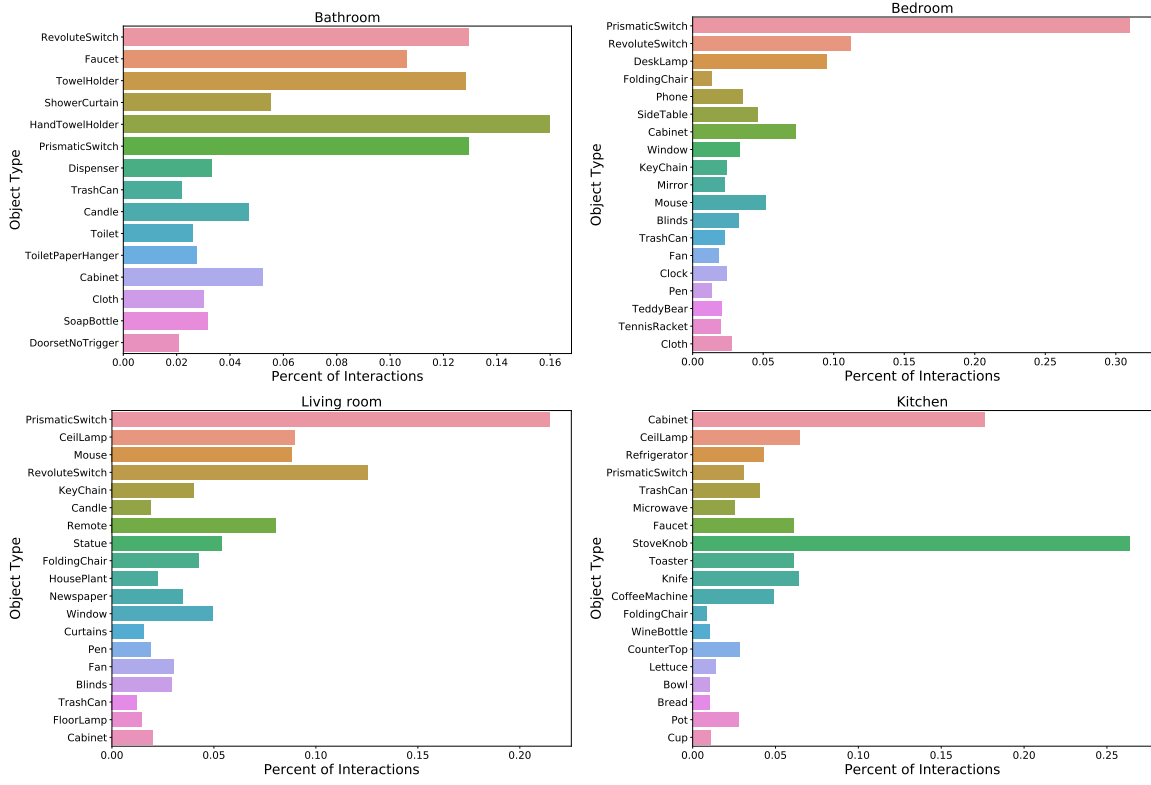 Bathroom
Object Type
RevoluteSwitch
Faucet
TowelHolder
ShowerCurtain
HandTowelHolder
PrismaticSwitch
Dispenser
TrashCan
Candle
Toilet
ToiletPaperHanger
Cabinet
Cloth
SoapBottle
DoorsetNoTrigger
0.00 0.02 0.04 0.06 0.08 0.10 0.12 0.14 0.16
Percent of Interactions
Bedroom
Object Type
PrismaticSwitch
RevoluteSwitch
DeskLamp
FoldingChair
Phone
SideTable
Cabinet
Window
KeyChain
Mirror
Mouse
Blinds
TrashCan
Fan
Clock
Pen
TeddyBear
TennisRacket
Cloth
0.00 0.05 0.10 0.15 0.20 0.25 0.30
Percent of Interactions
Living room
Object Type
PrismaticSwitch
CeilLamp
Mouse
RevoluteSwitch
KeyChain
Candle
Remote
Statue
FoldingChair
HousePlant
Newspaper
Window
Curtains
Pen
Fan
Blinds
TrashCan
FloorLamp
Cabinet
0.00 0.05 0.10 0.15 0.20
Percent of Interactions
Kitchen
Object Type
Cabinet
CeilLamp
Refrigerator
PrismaticSwitch
TrashCan
Microwave
Faucet
StoveKnob
Toaster
Knife
CoffeeMachine
FoldingChair
WineBottle
CounterTop
Lettuce
Bowl
Bread
Pot
Cup
0.00 0.05 0.10 0.15 0.20 0.25
Percent of Interactions